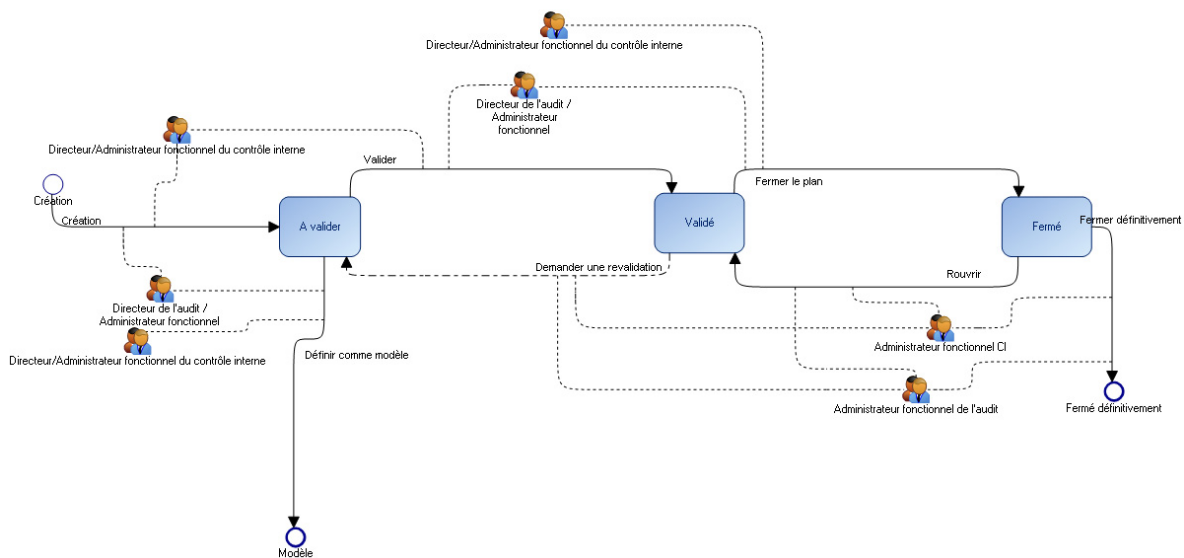 Directeur/Administrateur fonctionnel du contrôle interne
Directeur de l'audit /
Administrateur
fonctionnel
Directeur/Administrateur fonctionnel du contrôle interne
Valider
Fermer le plan
Création
Création
A valider
Validé
Fermé
Fermer définitivement
Demander une revalidation
Rouvrir
Directeur de l'audit /
Administrateur fonctionnel
Directeur/Administrateur fonctionnel du contrôle interne
Définir comme modèle
Administrateur fonctionnel CI
Administrateur fonctionnel de l'audit
Fermé définitivement
Modèle